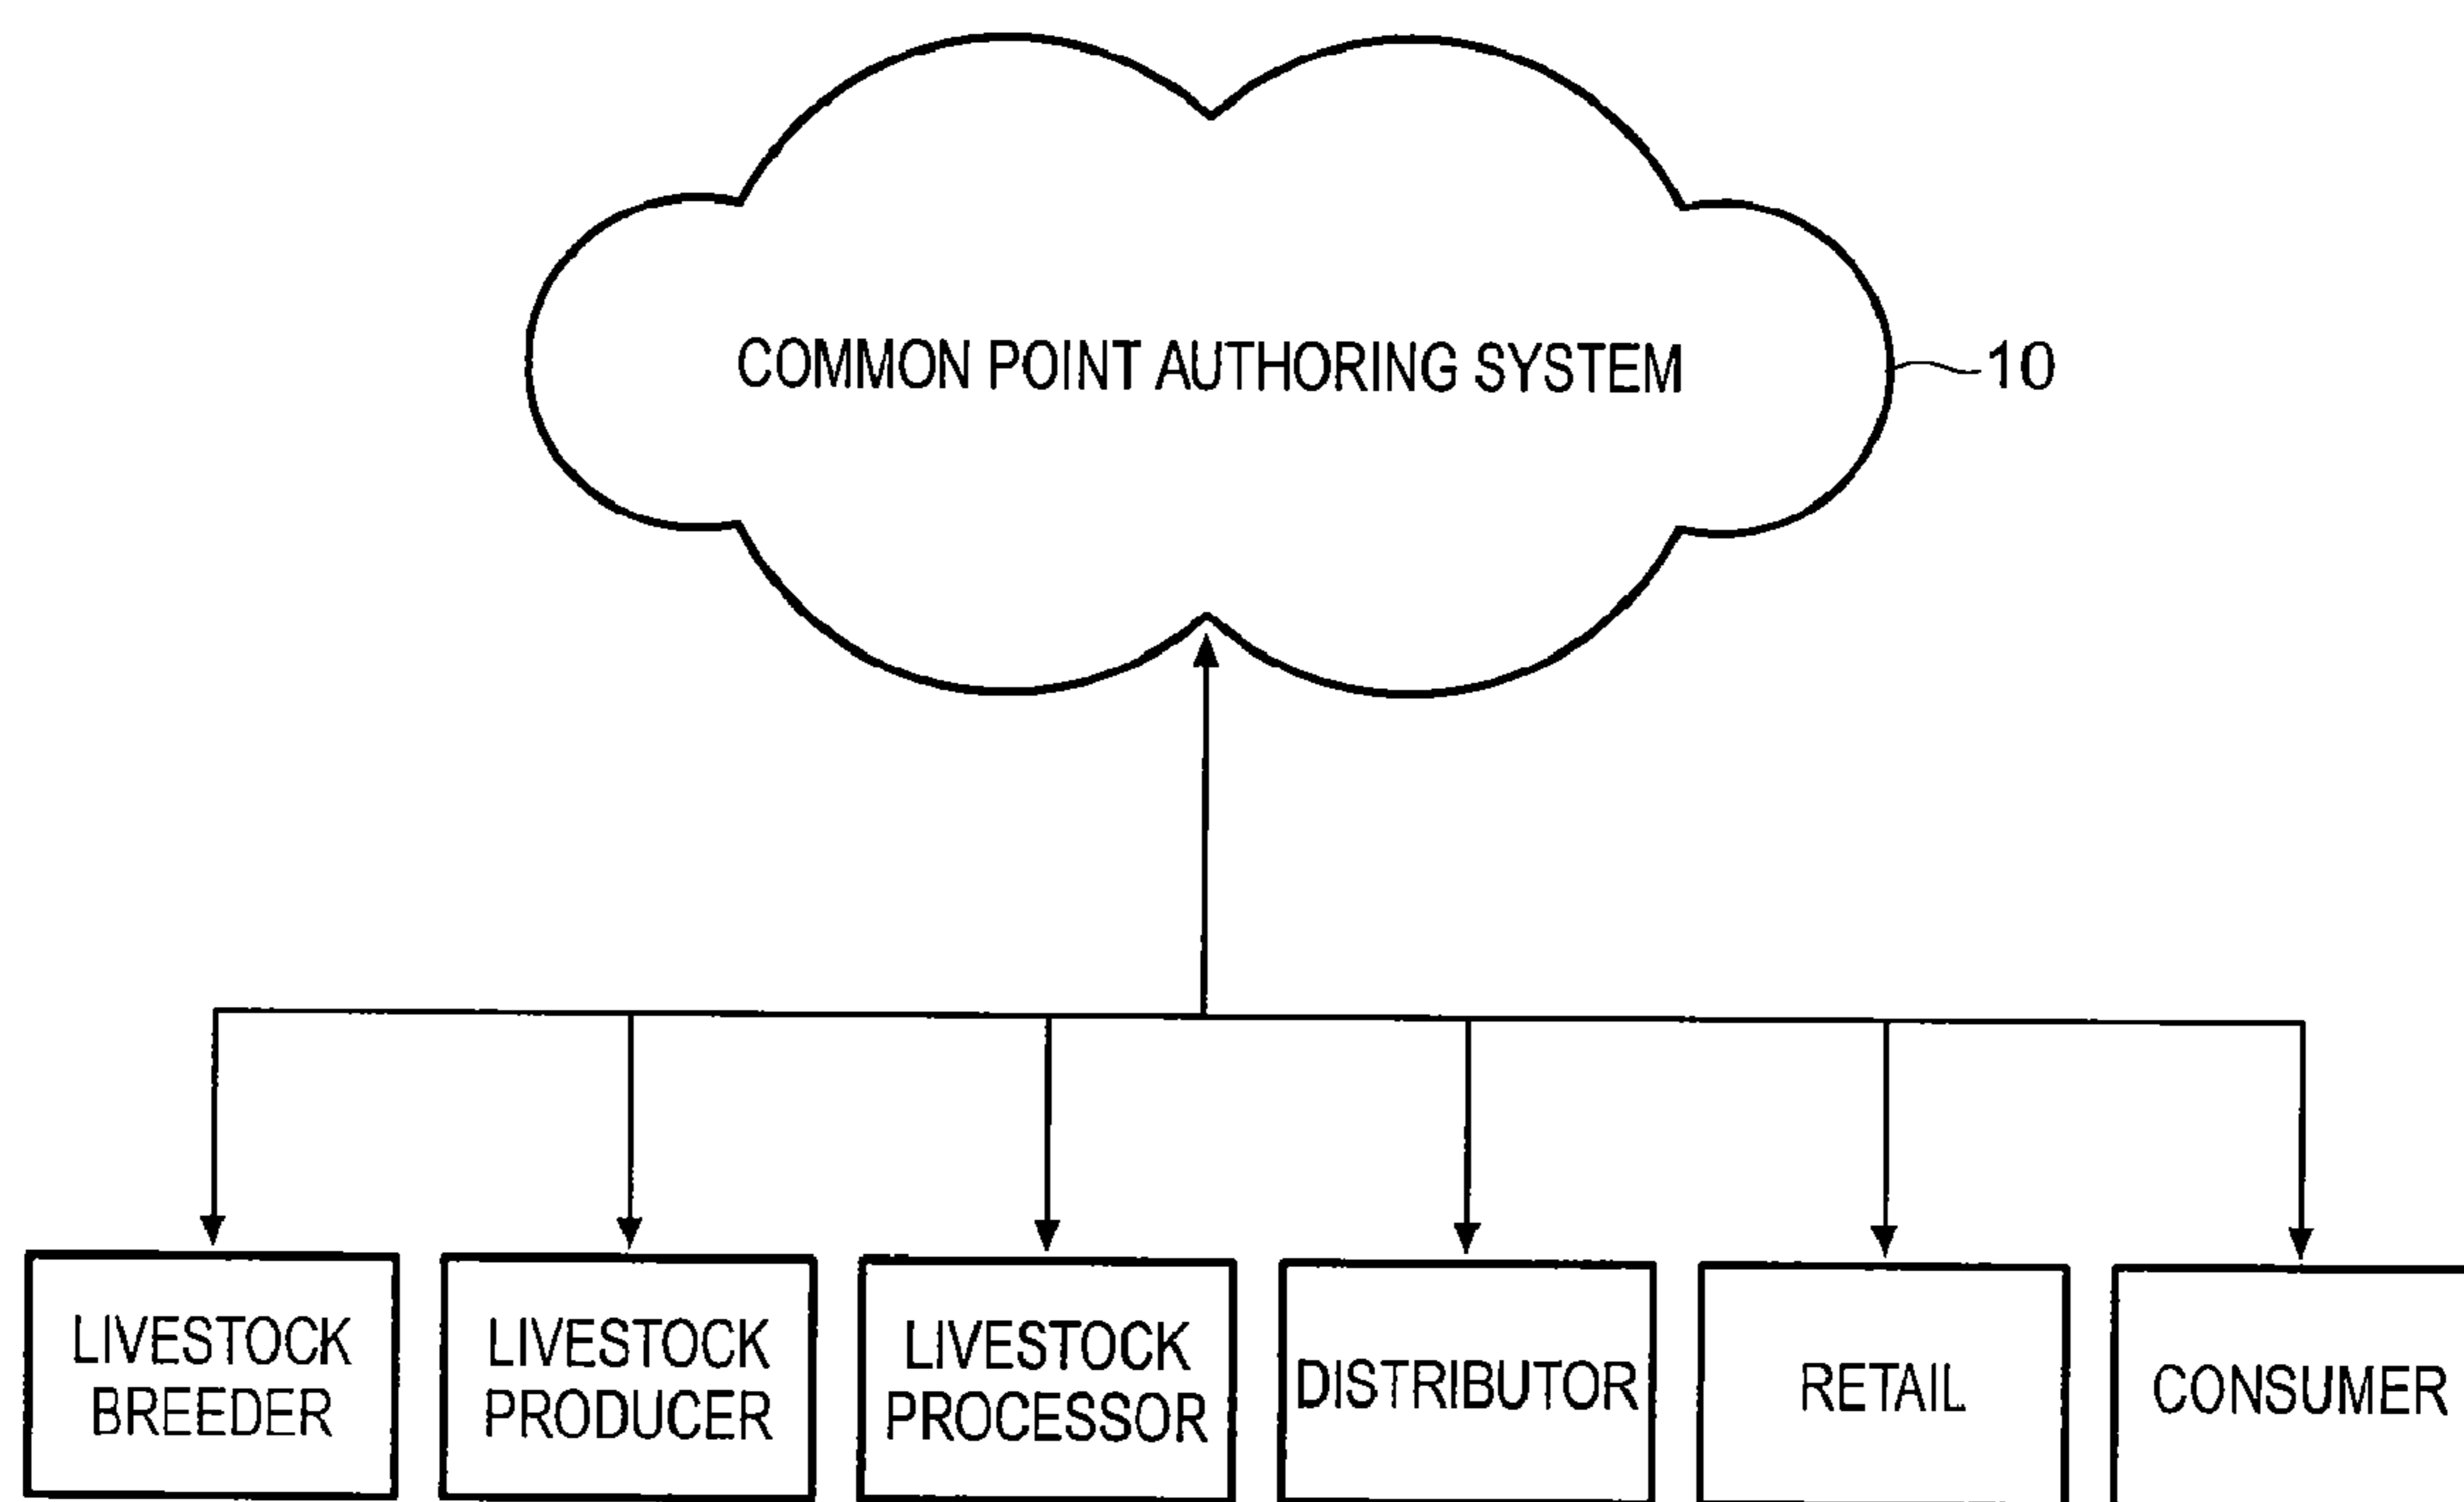 COMMON POINT AUTHORING SYSTEM
10
LIVESTOCK
BREEDER
LIVESTOCK
PRODUCER
LIVESTOCK
PROCESSOR
DISTRIBUTOR
RETAIL
CONSUMER